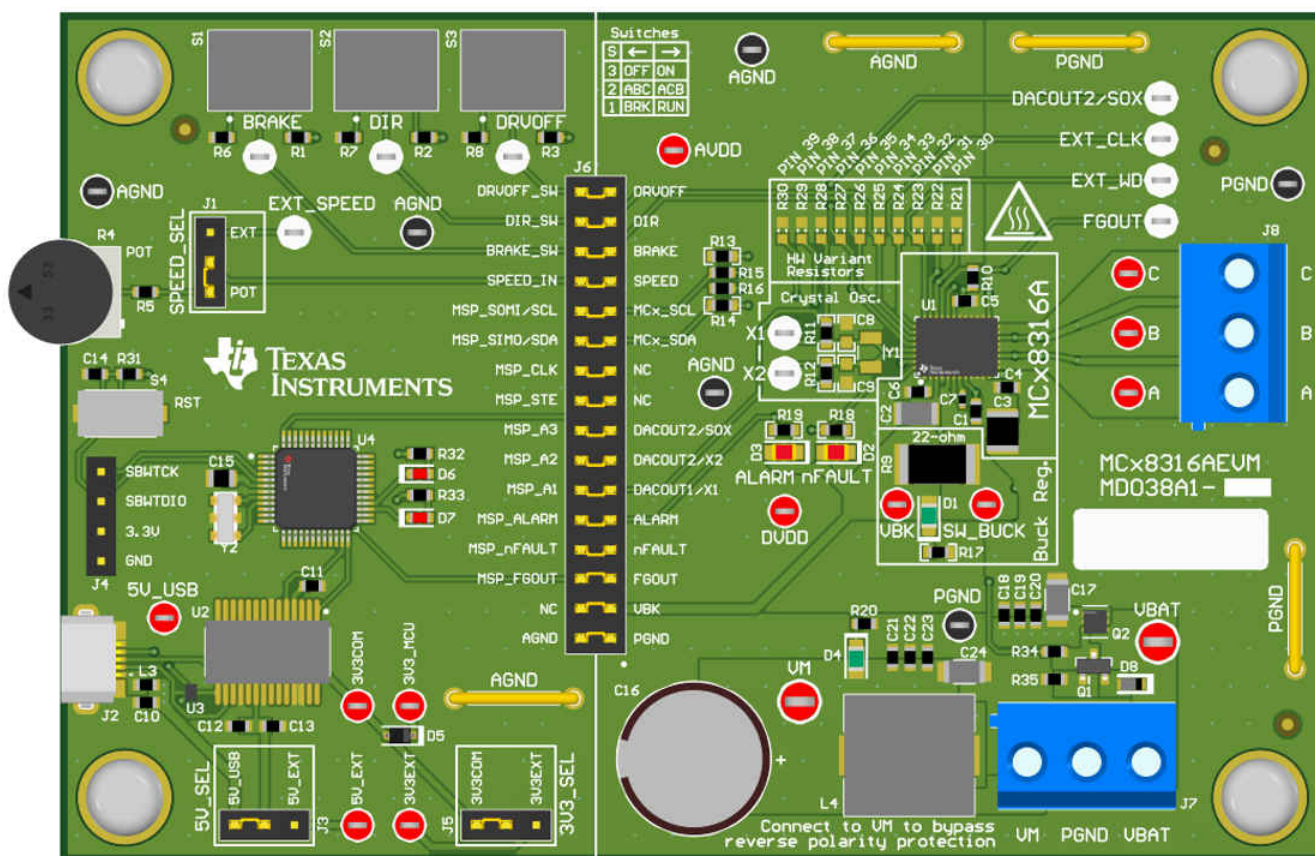 S1
S2
S3
Switches
S ← →
3 OFF ON
2 ABC ACB
1 BRK RUN
AGND
AGND
PGND
DACOUT2/SOX
EXT_CLK
EXT_WD
FGOUT
PGND
BRAKE
DIR
DRVOFF
R6
R1
R7
R2
R8
R3
AVDD
AGND
EXT_SPEED
AGND
J6
DRVOFF_SW DRVOFF
DIR_SW DIR
BRAKE_SW BRAKE
SPEED_IN SPEED
MSP_SOMI/SCL MCx_SCL
MSP_SIMO/SDA MCx_SDA
MSP_CLK NC
MSP_STE NC
MSP_A3 DACOUT2/SOX
MSP_A2 DACOUT2/X2
MSP_A1 DACOUT1/X1
MSP_ALARM ALARM
MSP_nFAULT nFAULT
MSP_FGOUT FGOUT
NC VBK
AGND PGND
PIN 39
PIN 38
PIN 37
PIN 36
PIN 35
PIN 34
PIN 33
PIN 32
PIN 31
PIN 30
R30
R29
R28
R27
R26
R25
R24
R23
R22
R21
HW Variant
Resistors
J1
SPEED_SEL
EXT
POT
R4
POT
R5
R13
R15
R16
R14
Crystal Osc.
X1
X2
R11
R12
C8
C9
Y1
AGND
U1
R10
C5
C4
C3
C6
C2
C7
C1
MCx8316A
J8
C C
B B
A A
TEXAS
INSTRUMENTS
C14
R31
S4
RST
U4
R32
D6
R33
D7
C15
Y2
SBWTCK
SBWTDIO
3.3V
GND
J4
R19
R18
D3
D2
ALARM
nFAULT
DVDD
22-ohm
R9
VBK
D1
SW_BUCK
R17
Buck Reg.
MCx8316AEVM
MD038A1-
PGND
5V_USB
U2
C11
L3
C10
J2
U3
C12
C13
3V3COM
3V3_MCU
AGND
D5
5V_SEL
5V_USB
5V_EXT
J3
5V_EXT
3V3EXT
J5
3V3COM
3V3EXT
3V3_SEL
C16
+
R20
D4
C21
C22
C23
C24
PGND
VM
C18
C19
C20
C17
Q2
VBAT
R34
R35
Q1
D8
L4
J7
Connect to VM to bypass
reverse polarity protection
VM PGND VBAT